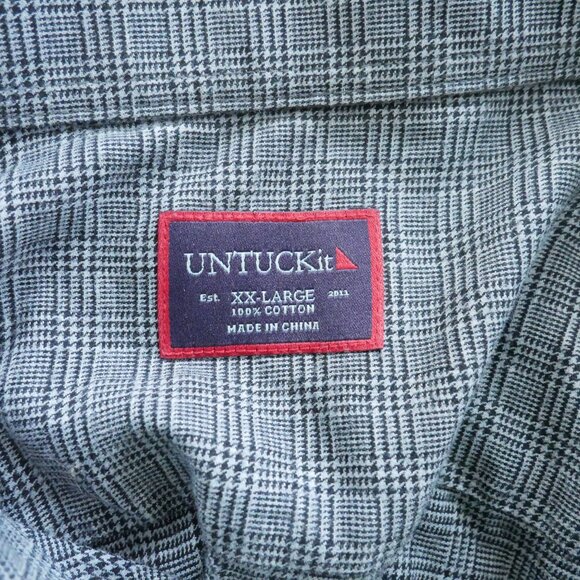 UNTUCKit
Est. XX-LARGE 2011
100% COTTON
MADE IN CHINA